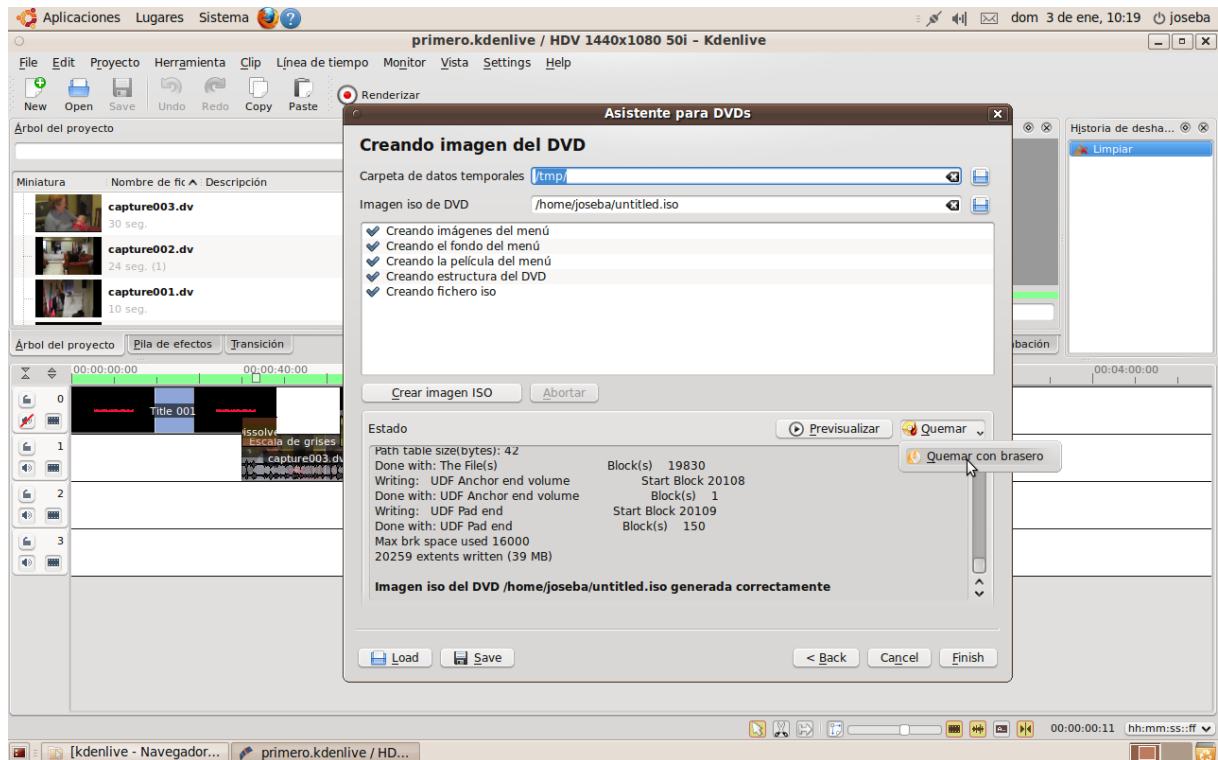 Aplicaciones Lugares Sistema dom 3 de ene, 10:19 joseba
primero.kdenlive / HDV 1440x1080 50i – Kdenlive
File Edit Proyecto Herramienta Clip Línea de tiempo Monitor Vista Settings Help
New Open Save Undo Redo Copy Paste Renderizar
Árbol del proyecto
Miniatura Nombre de fic Descripción
capture003.dv
30 seg.
capture002.dv
24 seg. (1)
capture001.dv
10 seg.
Árbol del proyecto Pila de efectos Transición
Asistente para DVDs
Creando imagen del DVD
Carpeta de datos temporales /tmp/
Imagen iso de DVD /home/joseba/untitled.iso
Creando imágenes del menú
Creando el fondo del menú
Creando la película del menú
Creando estructura del DVD
Creando fichero iso
Crear imagen ISO Abortar
Estado Previsualizar Quemar
Quemar con brasero
Path table size(bytes): 42
Done with: The File(s) Block(s) 19830
Writing: UDF Anchor end volume Start Block 20108
Done with: UDF Anchor end volume Block(s) 1
Writing: UDF Pad end Start Block 20109
Done with: UDF Pad end Block(s) 150
Max brk space used 16000
20259 extents written (39 MB)
Imagen iso del DVD /home/joseba/untitled.iso generada correctamente
Load Save < Back Cancel Finish
Historia de desha...
Limpiar
bación
00:00:00:00 00:00:40:00 00:04:00:00
0
Title 001
issolve
Escala de grises
1
capture003.dv
2
3
00:00:00:11 hh:mm:ss::ff
[kdenlive - Navegador... primero.kdenlive / HD...